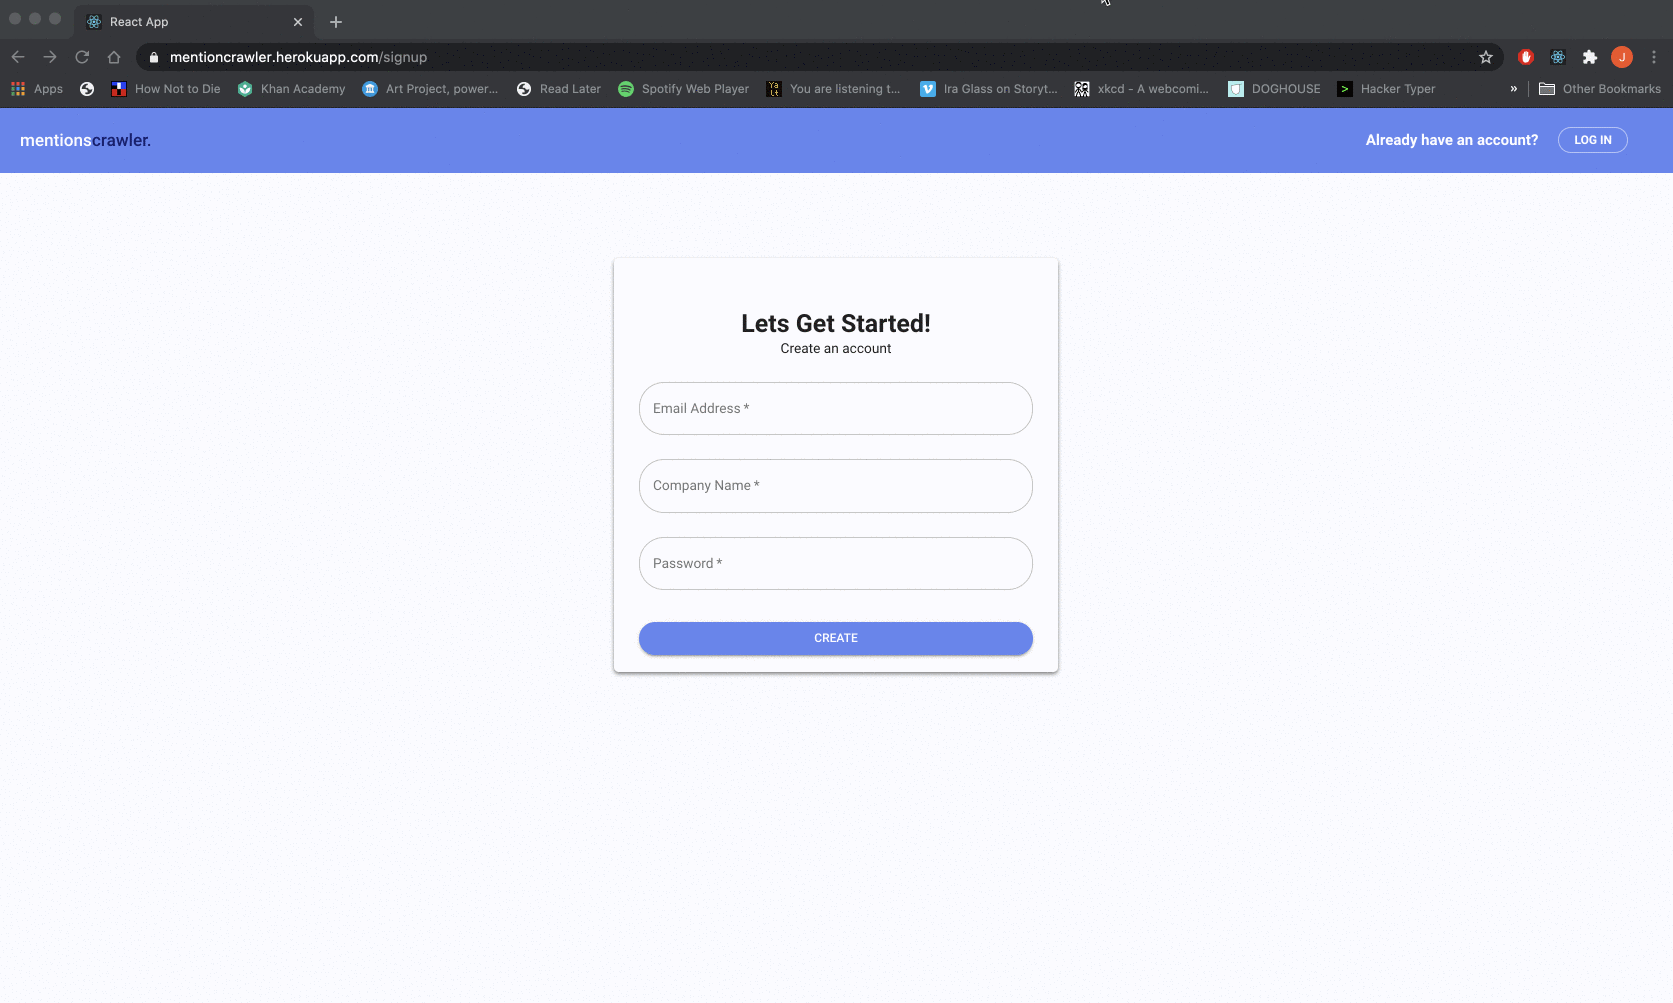 React App
mentioncrawler.herokuapp.com/signup
J
Apps
How Not to Die
Khan Academy
Art Project, power...
Read Later
Spotify Web Player
You are listening t...
Ira Glass on Storyt...
xkcd - A webcomi...
DOGHOUSE
Hacker Typer
»
Other Bookmarks
mentionscrawler.
Already have an account?
LOG IN
Lets Get Started!
Create an account
Email Address *
Company Name *
Password *
CREATE